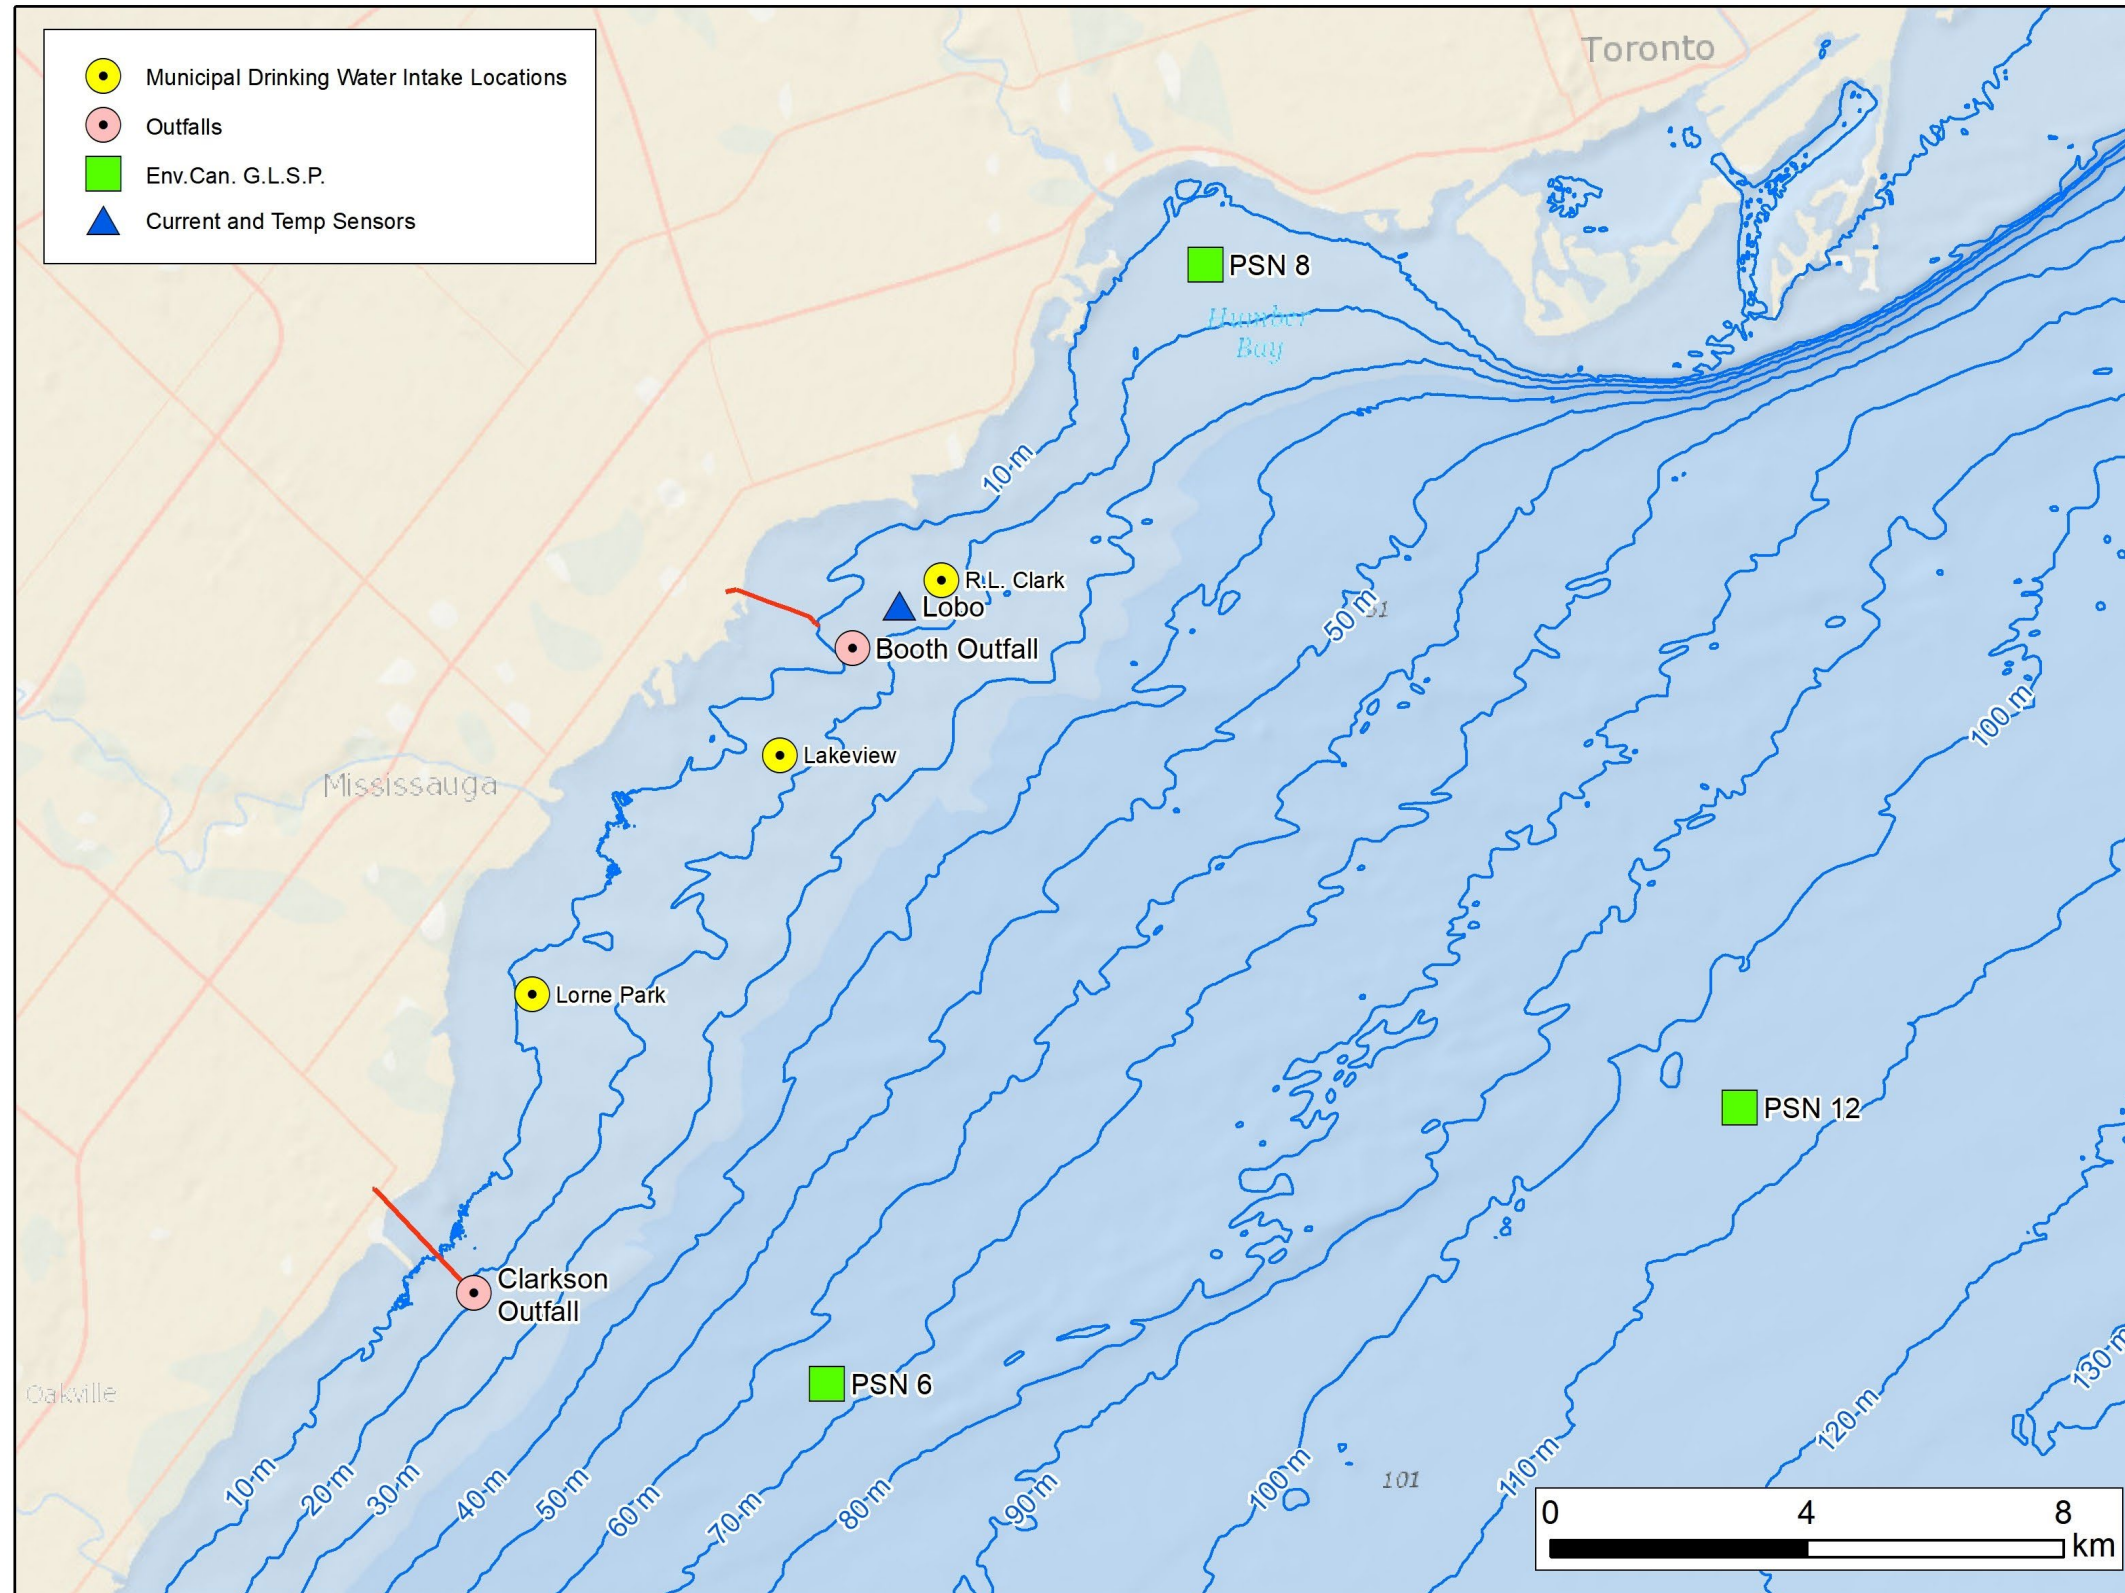 Municipal Drinking Water Intake Locations
Outfalls
Env.Can. G.L.S.P.
Current and Temp Sensors
Toronto
PSN 8
Humber
Bay
10 m
R.L. Clark
Lobo
50 m
Booth Outfall
100 m
Lakeview
Mississauga
Lorne Park
PSN 12
Clarkson
Outfall
PSN 6
130 m
Oakville
120 m
10 m
20 m
30 m
40 m
50 m
60 m
70 m
80 m
90 m
100 m
101
110 m
0 4 8
km